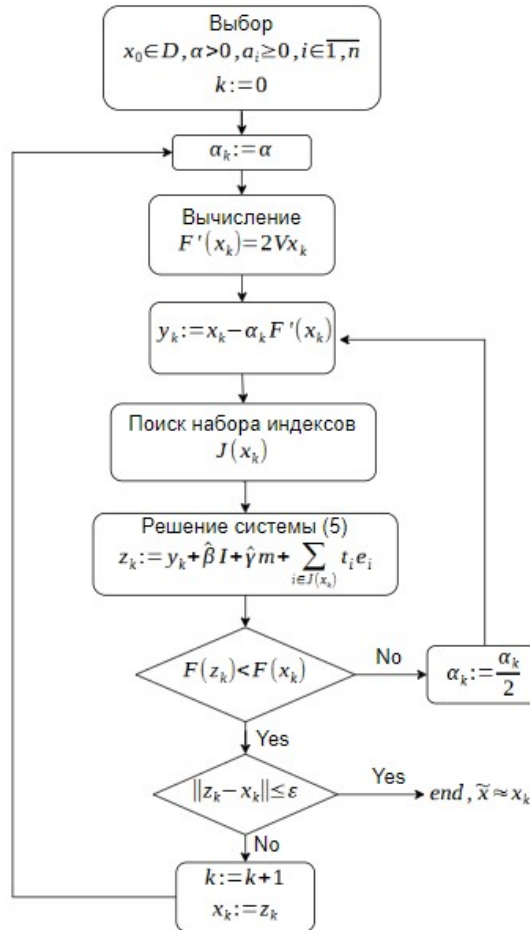 Выбор
x₀∈D, α>0, aᵢ≥0, i∈1,n̅
k:=0
αₖ:=α
Вычисление
F'(xₖ)=2Vxₖ
yₖ:=xₖ−αₖF'(xₖ)
Поиск набора индексов
J(xₖ)
Решение системы (5)
zₖ:=yₖ+β̂I+γ̂m+∑ tᵢeᵢ
i∈J(xₖ)
F(zₖ)<F(xₖ)
No
αₖ:=αₖ/2
Yes
‖zₖ−xₖ‖≤ε
Yes
end, x̃≈xₖ
No
k:=k+1
xₖ:=zₖ